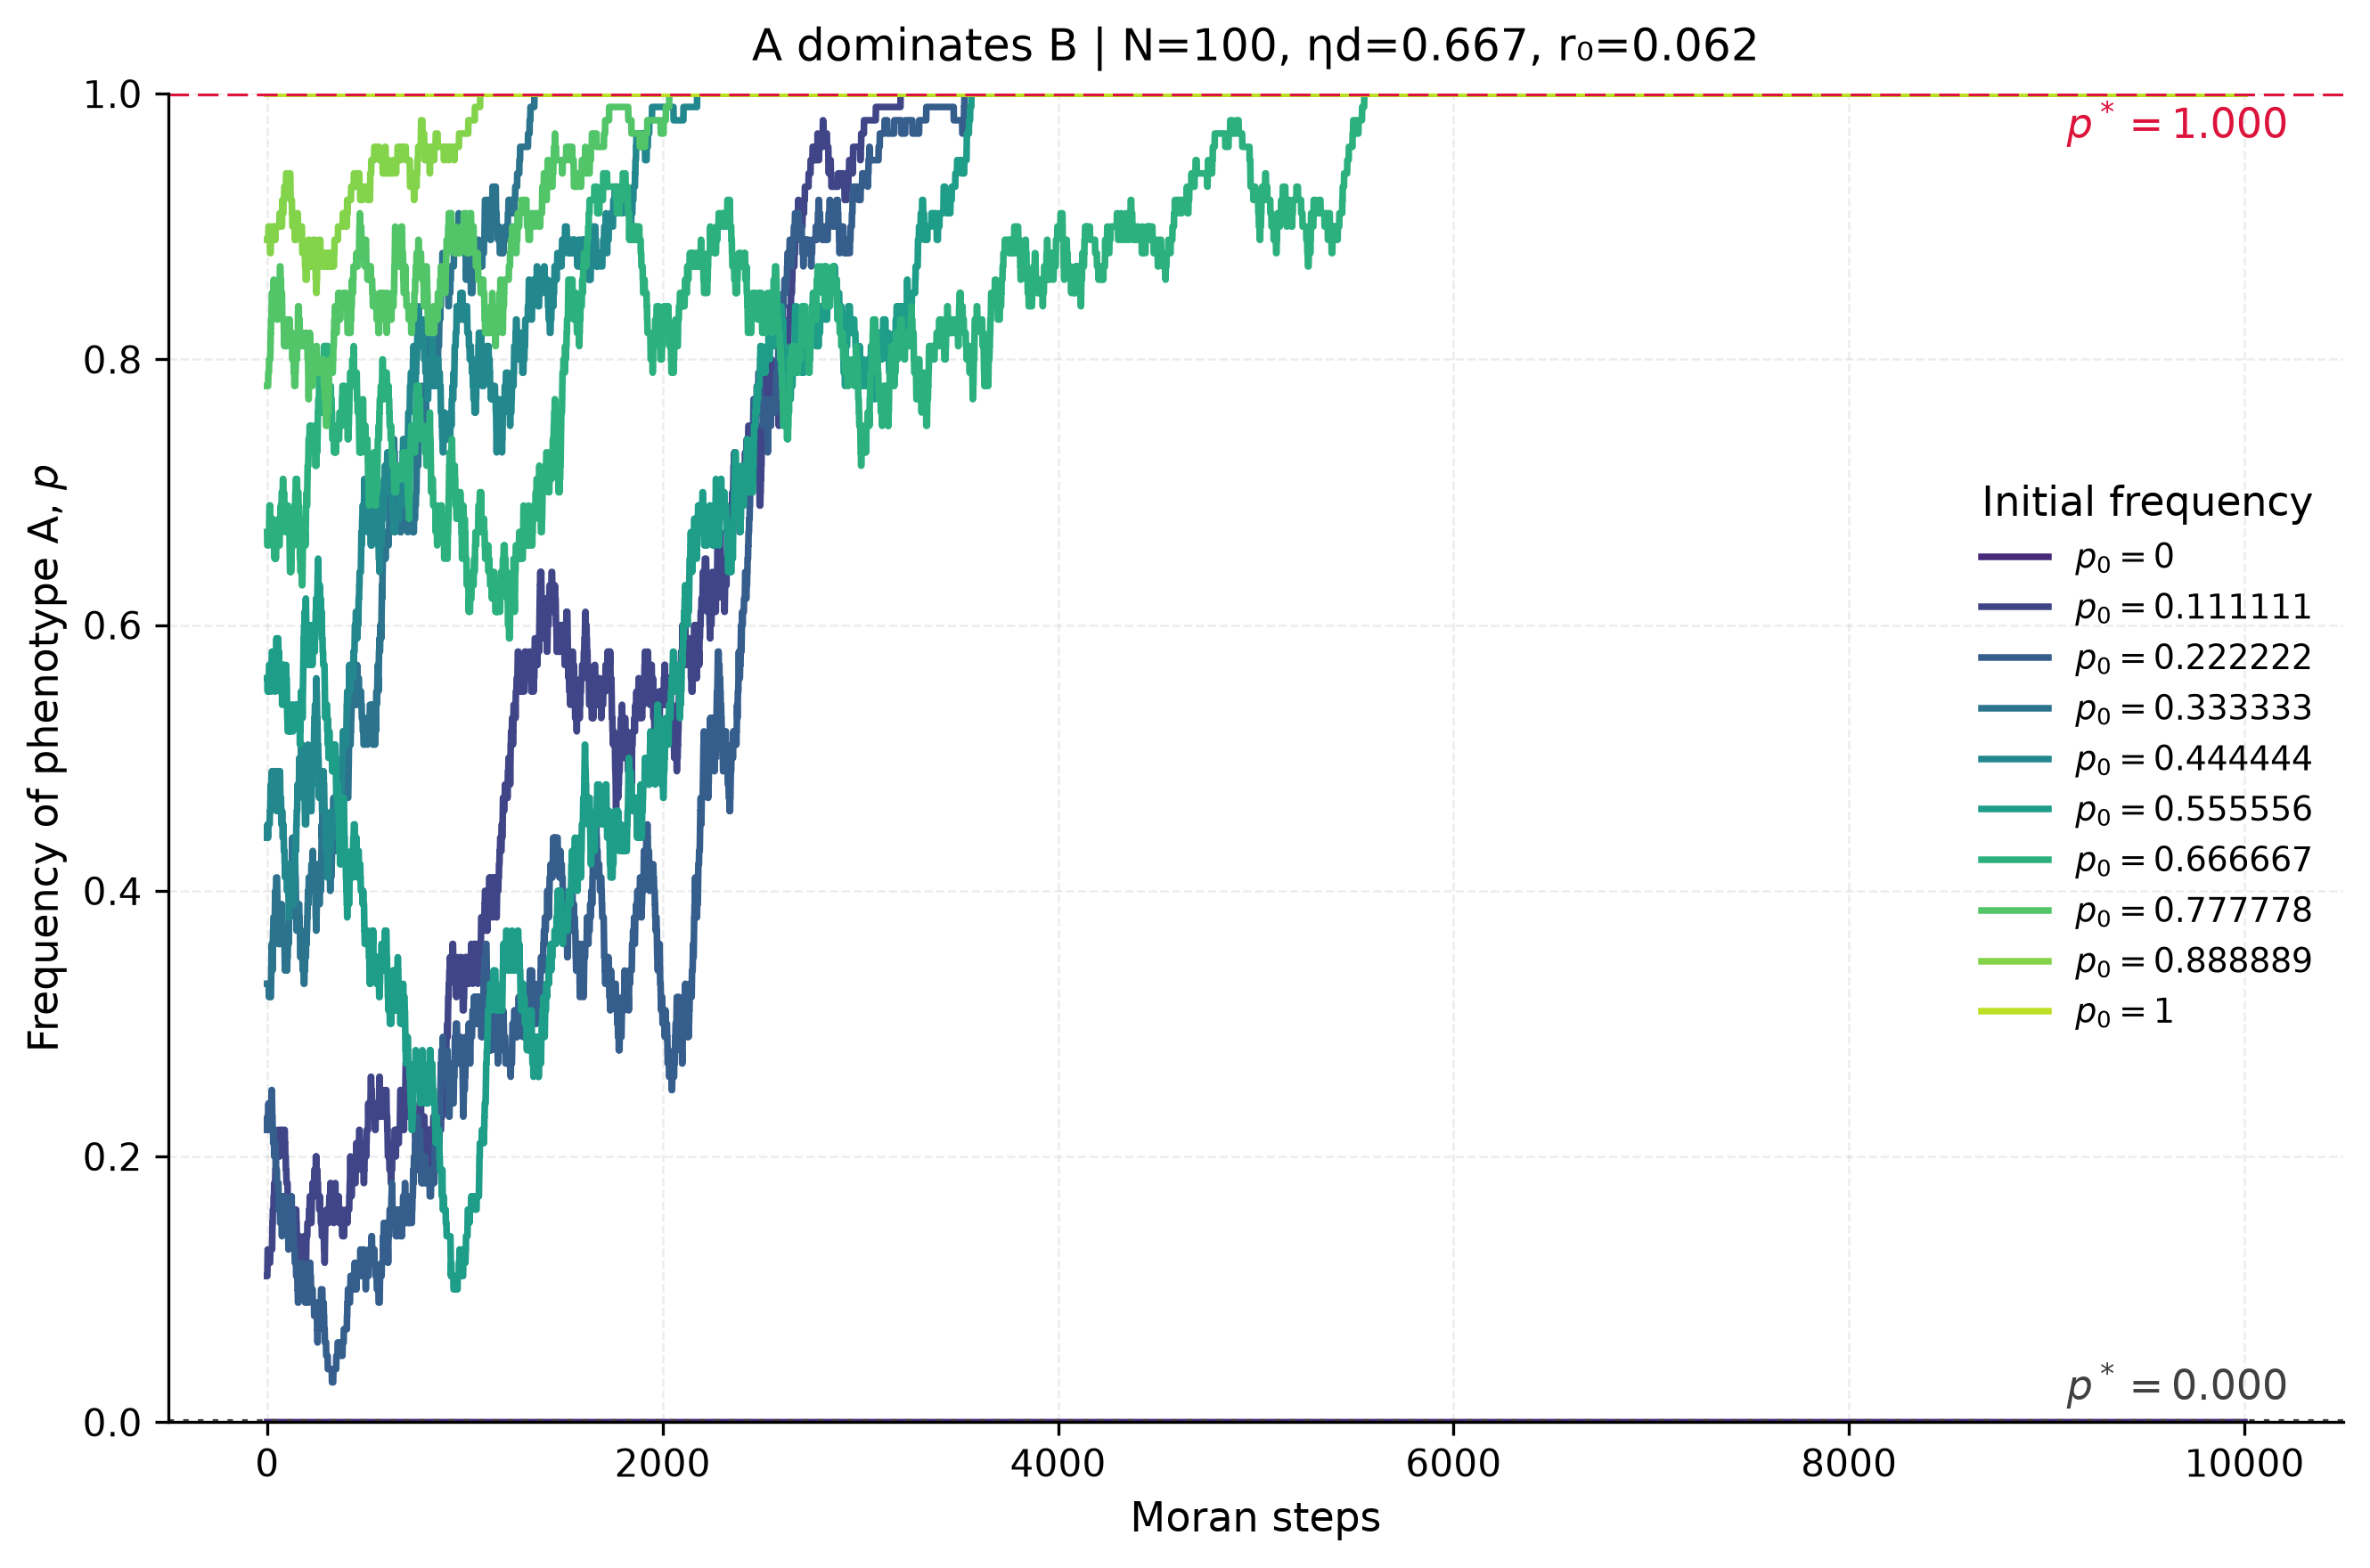 A dominates B | N=100, ηd=0.667, r₀=0.062
Frequency of phenotype A, p
1.0
0.8
0.6
0.4
0.2
0.0
p* = 1.000
Initial frequency
p₀ = 0
p₀ = 0.111111
p₀ = 0.222222
p₀ = 0.333333
p₀ = 0.444444
p₀ = 0.555556
p₀ = 0.666667
p₀ = 0.777778
p₀ = 0.888889
p₀ = 1
p* = 0.000
0 2000 4000 6000 8000 10000
Moran steps